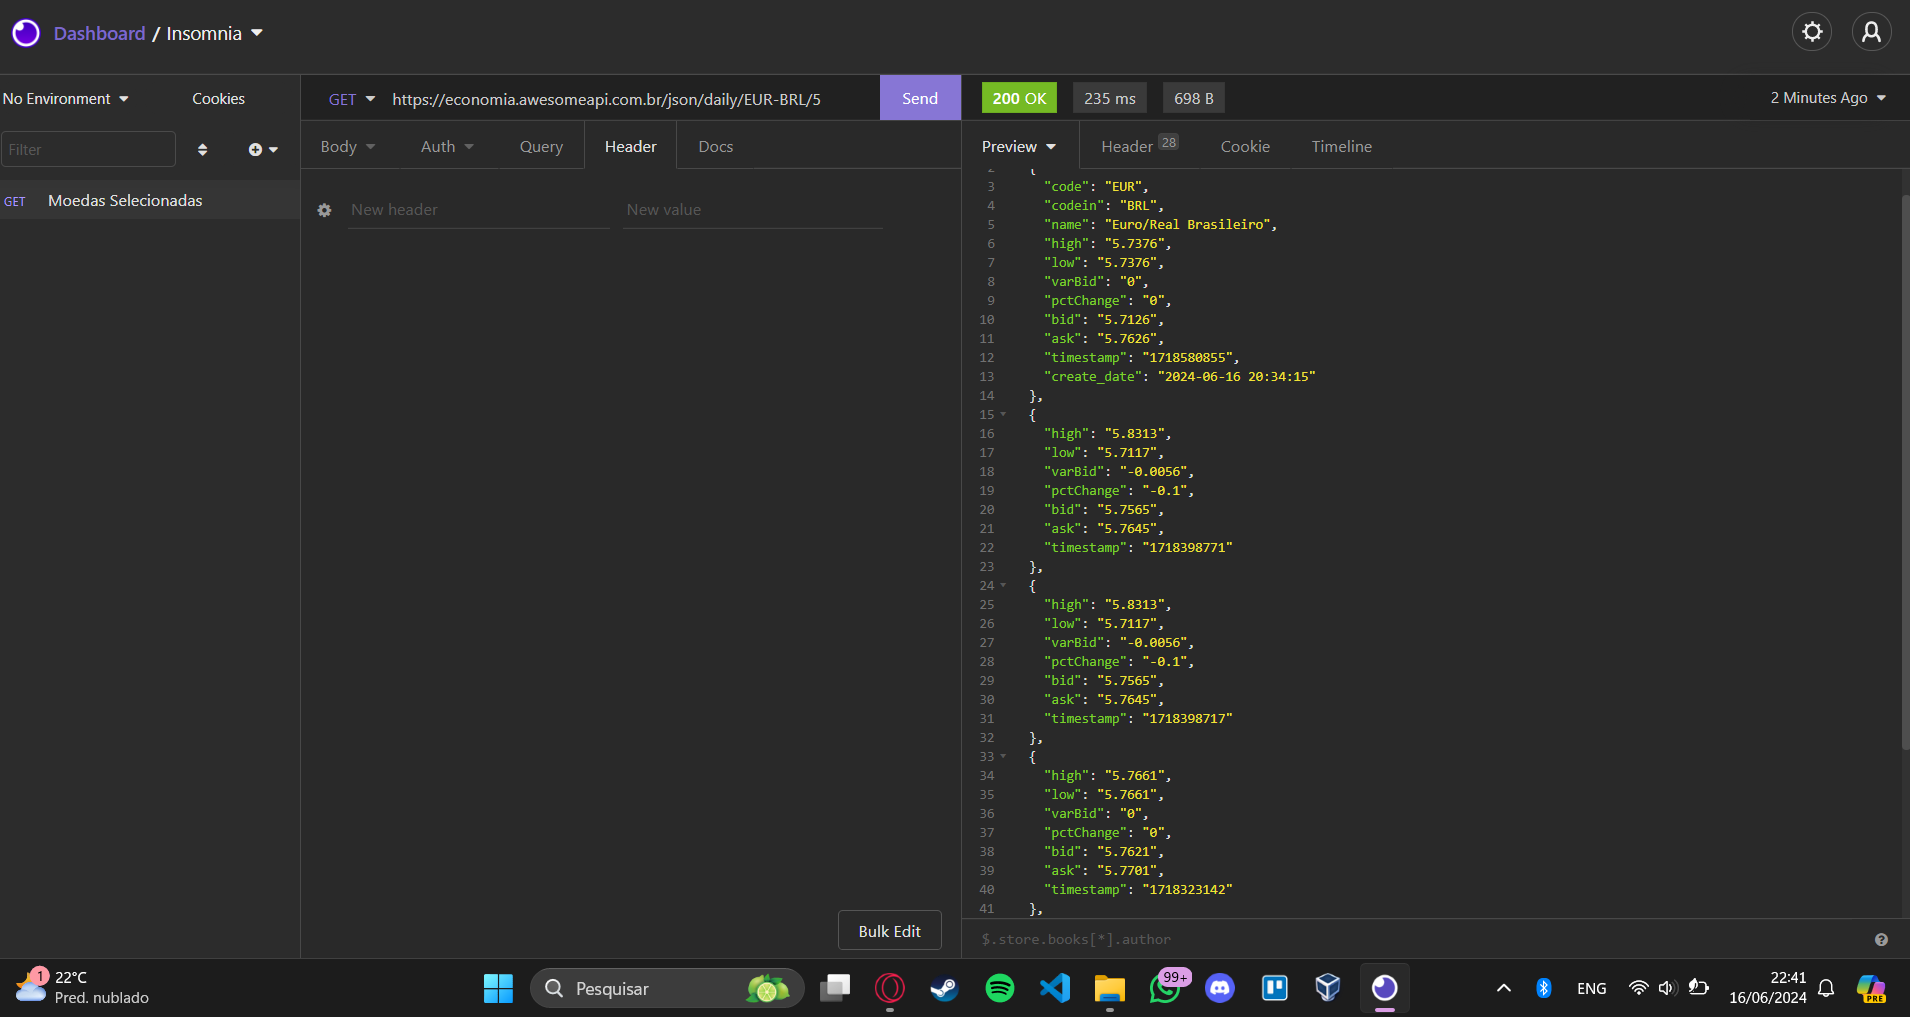 Dashboard / Insomnia
No Environment
Cookies
Filter
GET Moedas Selecionadas
GET https://economia.awesomeapi.com.br/json/daily/EUR-BRL/5
Send
Body
Auth
Query
Header
Docs
New header
New value
Bulk Edit
200 OK
235 ms
698 B
2 Minutes Ago
Preview
Header 28
Cookie
Timeline
2 {
3 "code": "EUR",
4 "codein": "BRL",
5 "name": "Euro/Real Brasileiro",
6 "high": "5.7376",
7 "low": "5.7376",
8 "varBid": "0",
9 "pctChange": "0",
10 "bid": "5.7126",
11 "ask": "5.7626",
12 "timestamp": "1718580855",
13 "create_date": "2024-06-16 20:34:15"
14 },
15 {
16 "high": "5.8313",
17 "low": "5.7117",
18 "varBid": "-0.0056",
19 "pctChange": "-0.1",
20 "bid": "5.7565",
21 "ask": "5.7645",
22 "timestamp": "1718398771"
23 },
24 {
25 "high": "5.8313",
26 "low": "5.7117",
27 "varBid": "-0.0056",
28 "pctChange": "-0.1",
29 "bid": "5.7565",
30 "ask": "5.7645",
31 "timestamp": "1718398717"
32 },
33 {
34 "high": "5.7661",
35 "low": "5.7661",
36 "varBid": "0",
37 "pctChange": "0",
38 "bid": "5.7621",
39 "ask": "5.7701",
40 "timestamp": "1718323142"
41 },
$.store.books[*].author
1
22°C
Pred. nublado
Pesquisar
99+
ENG
22:41
16/06/2024
PRE